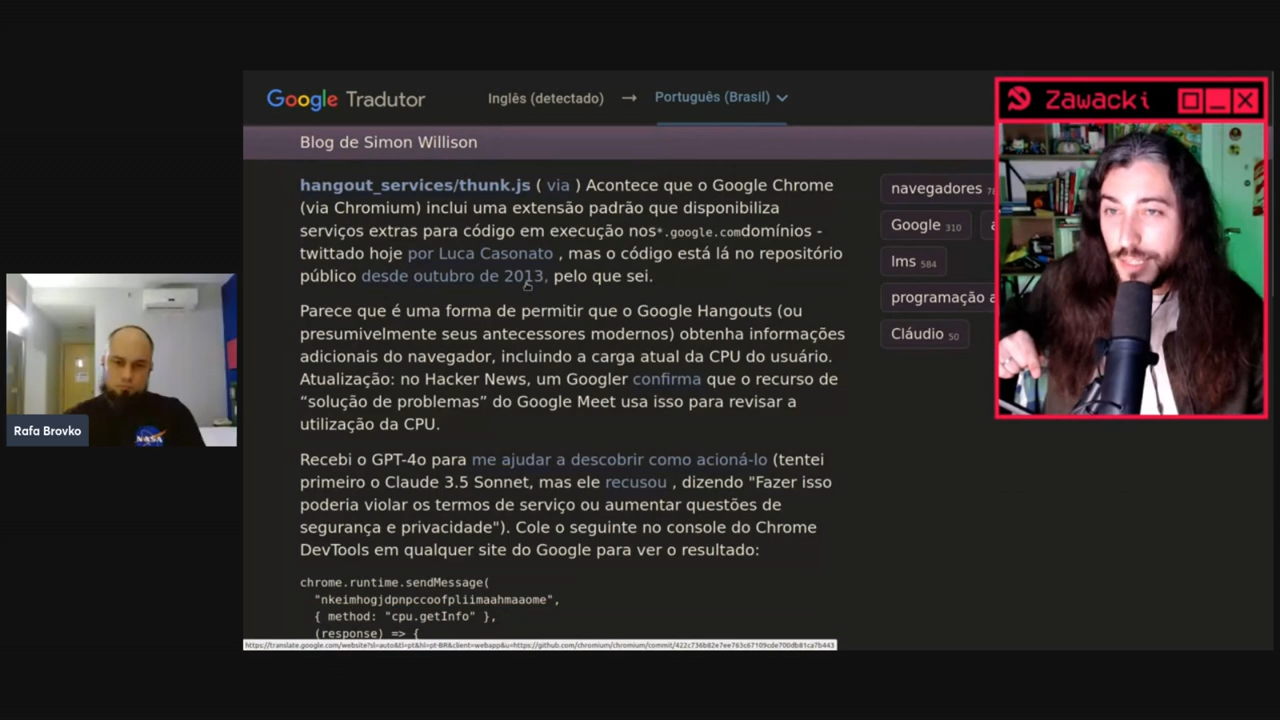 Google Tradutor
Inglês (detectado) → Português (Brasil)
Zawacki
Blog de Simon Willison
hangout_services/thunk.js ( via ) Acontece que o Google Chrome
(via Chromium) inclui uma extensão padrão que disponibiliza
serviços extras para código em execução nos*.google.comdomínios -
twittado hoje por Luca Casonato , mas o código está lá no repositório
público desde outubro de 2013, pelo que sei.
Parece que é uma forma de permitir que o Google Hangouts (ou
presumivelmente seus antecessores modernos) obtenha informações
adicionais do navegador, incluindo a carga atual da CPU do usuário.
Atualização: no Hacker News, um Googler confirma que o recurso de
“solução de problemas” do Google Meet usa isso para revisar a
utilização da CPU.
Recebi o GPT-4o para me ajudar a descobrir como acioná-lo (tentei
primeiro o Claude 3.5 Sonnet, mas ele recusou , dizendo "Fazer isso
poderia violar os termos de serviço ou aumentar questões de
segurança e privacidade"). Cole o seguinte no console do Chrome
DevTools em qualquer site do Google para ver o resultado:
chrome.runtime.sendMessage(
"nkeimhogjdpnpccoofpliimaahmaaome",
{ method: "cpu.getInfo" },
(response) => {
navegadores
Google 310
lms 584
programação a
Cláudio 50
Rafa Brovko
NASA